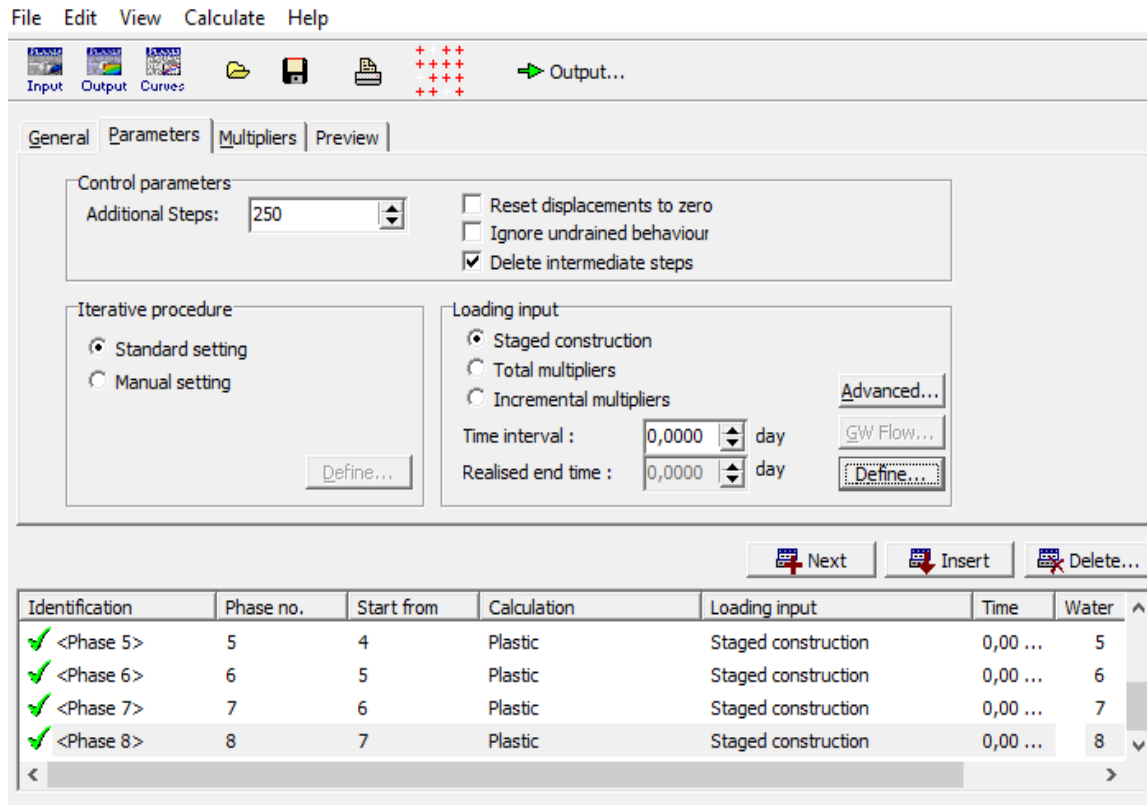 File Edit View Calculate Help
Input Output Curves Output...
General Parameters Multipliers Preview
Control parameters
Additional Steps: 250
Reset displacements to zero
Ignore undrained behaviour
Delete intermediate steps
Iterative procedure
Standard setting
Manual setting
Define...
Loading input
Staged construction
Total multipliers
Incremental multipliers
Advanced...
Time interval : 0,0000 day
GW Flow...
Realised end time : 0,0000 day
Define...
Next Insert Delete...
Identification Phase no. Start from Calculation Loading input Time Water
<Phase 5> 5 4 Plastic Staged construction 0,00 ... 5
<Phase 6> 6 5 Plastic Staged construction 0,00 ... 6
<Phase 7> 7 6 Plastic Staged construction 0,00 ... 7
<Phase 8> 8 7 Plastic Staged construction 0,00 ... 8